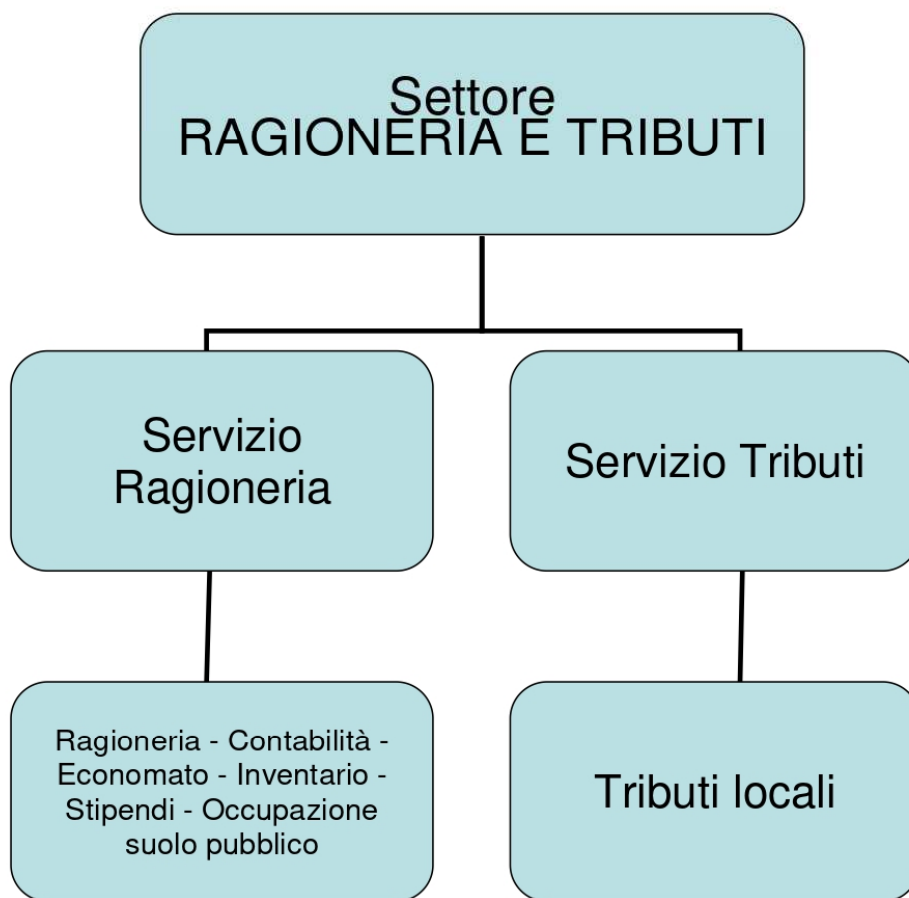 Settore
RAGIONERIA E TRIBUTI
Servizio
Ragioneria
Servizio Tributi
Ragioneria - Contabilità -
Economato - Inventario -
Stipendi - Occupazione
suolo pubblico
Tributi locali